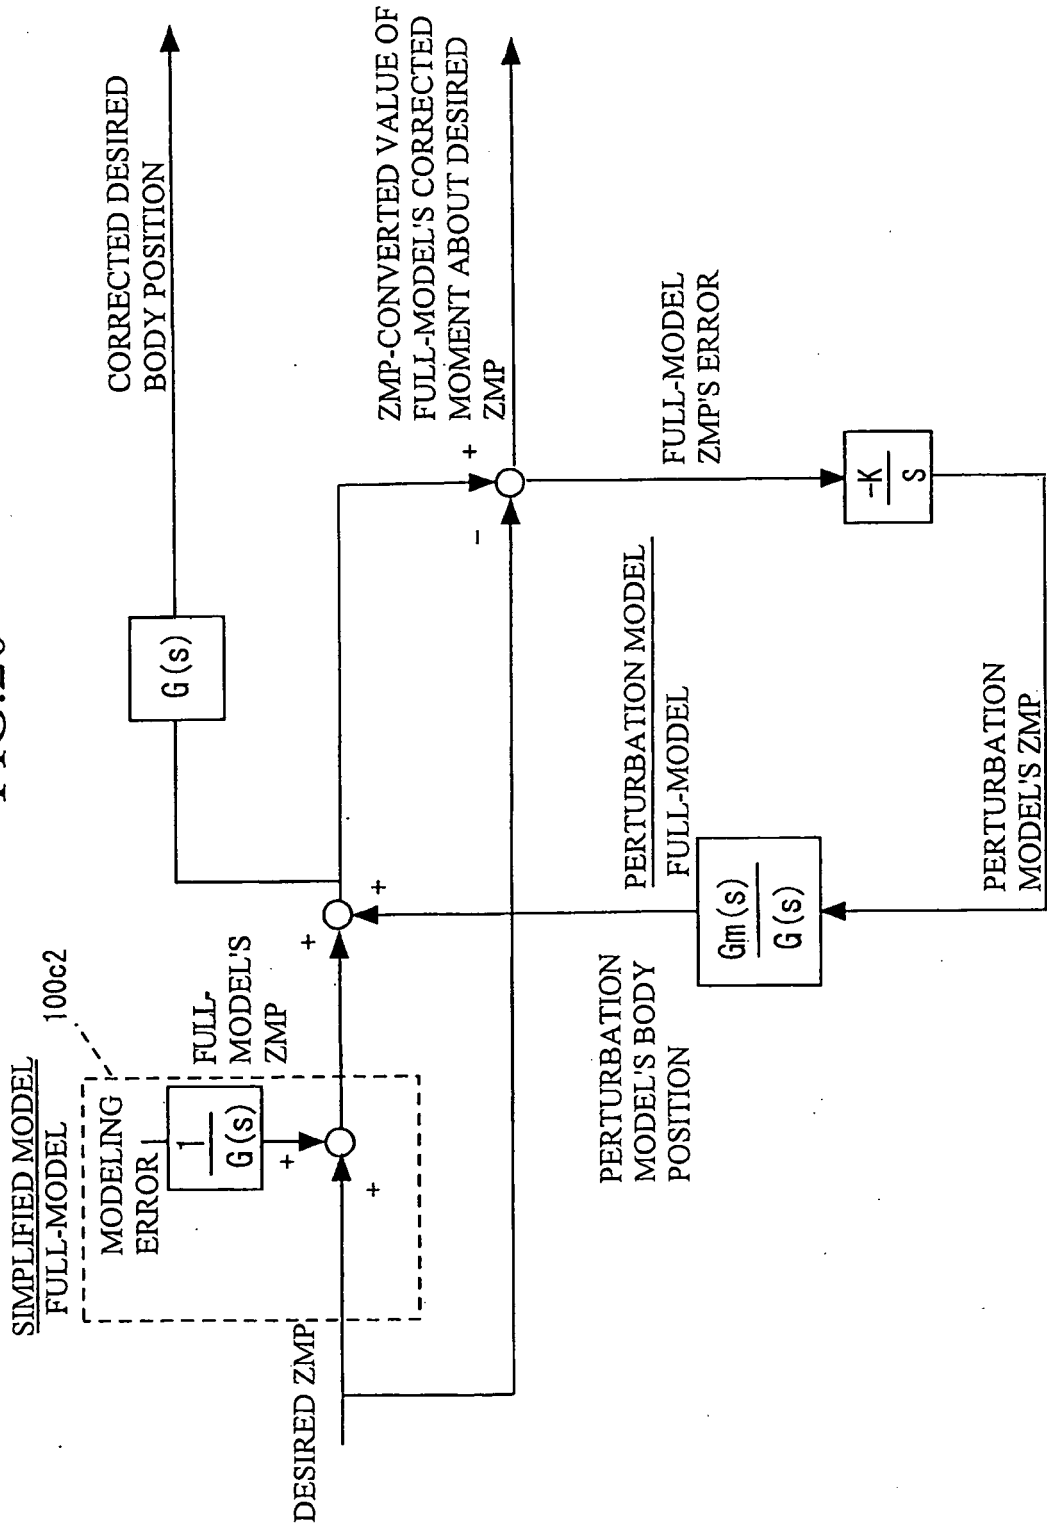 SIMPLIFIED MODEL
FULL-MODEL
100c2
MODELING
ERROR
1
G(s)
+
+
FULL-
MODEL'S
ZMP
DESIRED ZMP
+
+
G(s)
CORRECTED DESIRED
BODY POSITION
ZMP-CONVERTED VALUE OF
FULL-MODEL'S CORRECTED
MOMENT ABOUT DESIRED
ZMP
-
+
PERTURBATION
MODEL'S BODY
POSITION
PERTURBATION MODEL
FULL-MODEL
Gm(s)
G(s)
FULL-MODEL
ZMP'S ERROR
-K
S
PERTURBATION
MODEL'S ZMP